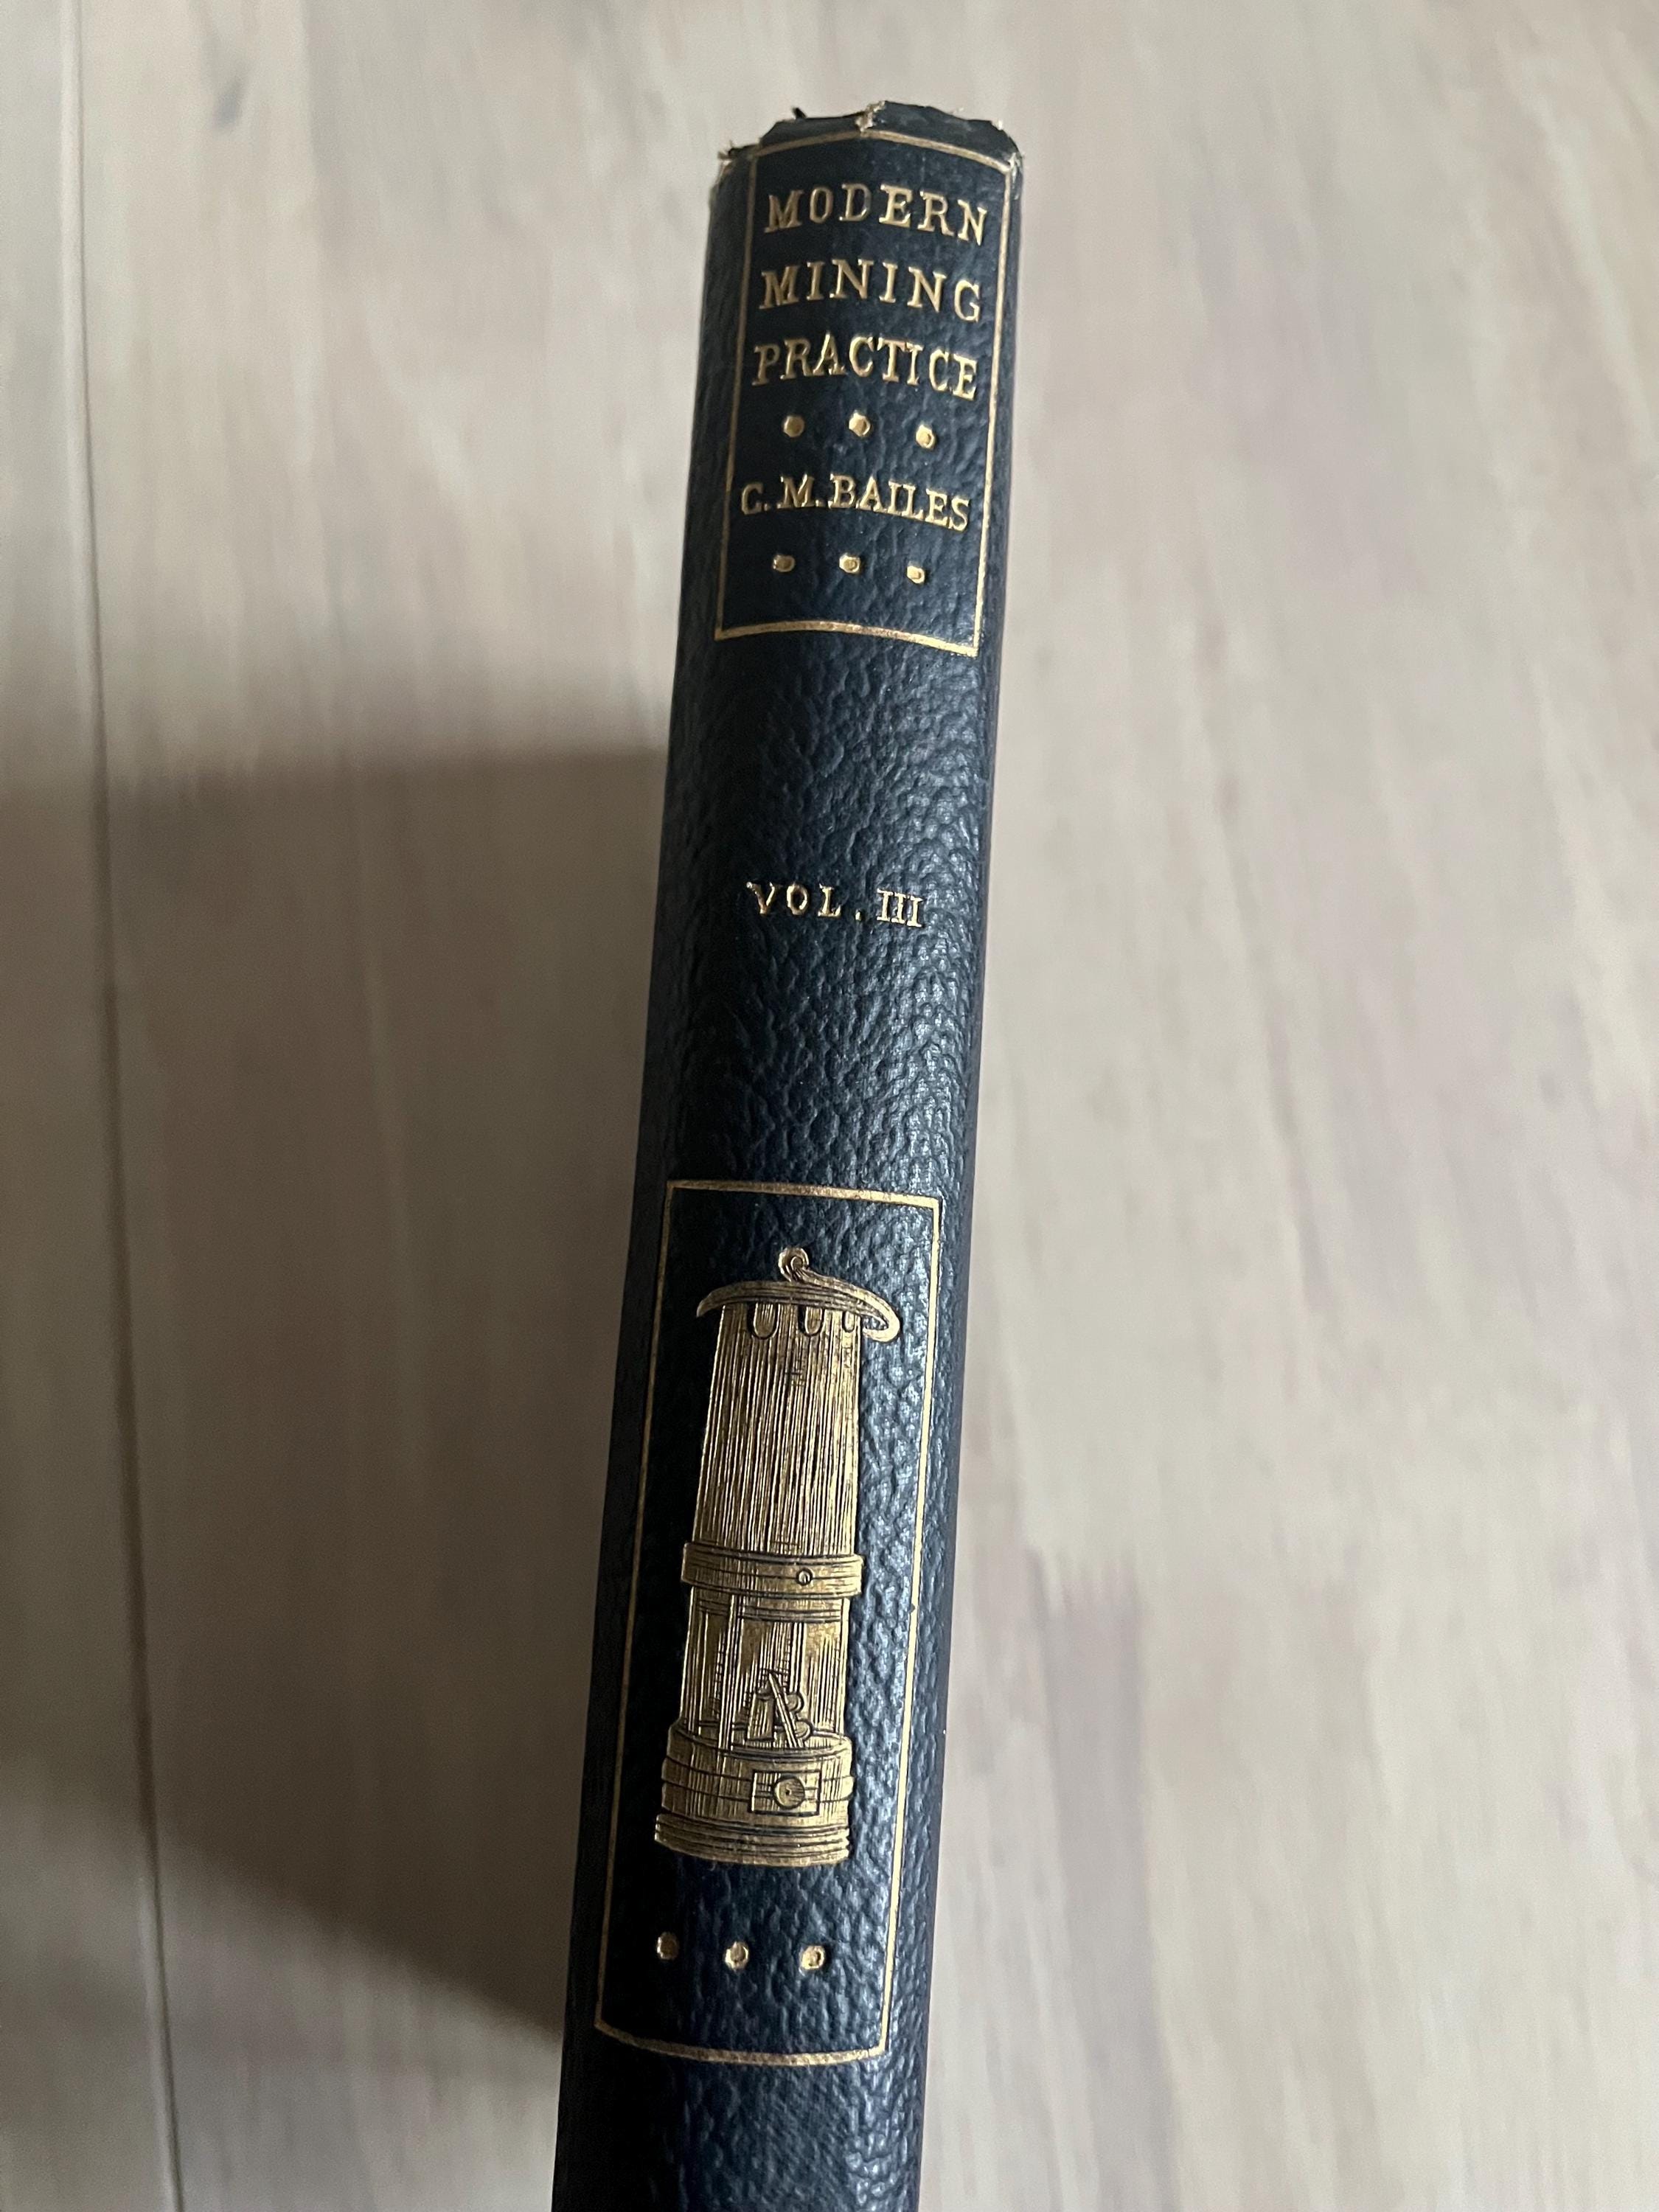 MODERN
MINING
PRACTICE
C. M. BAILES
VOL. III